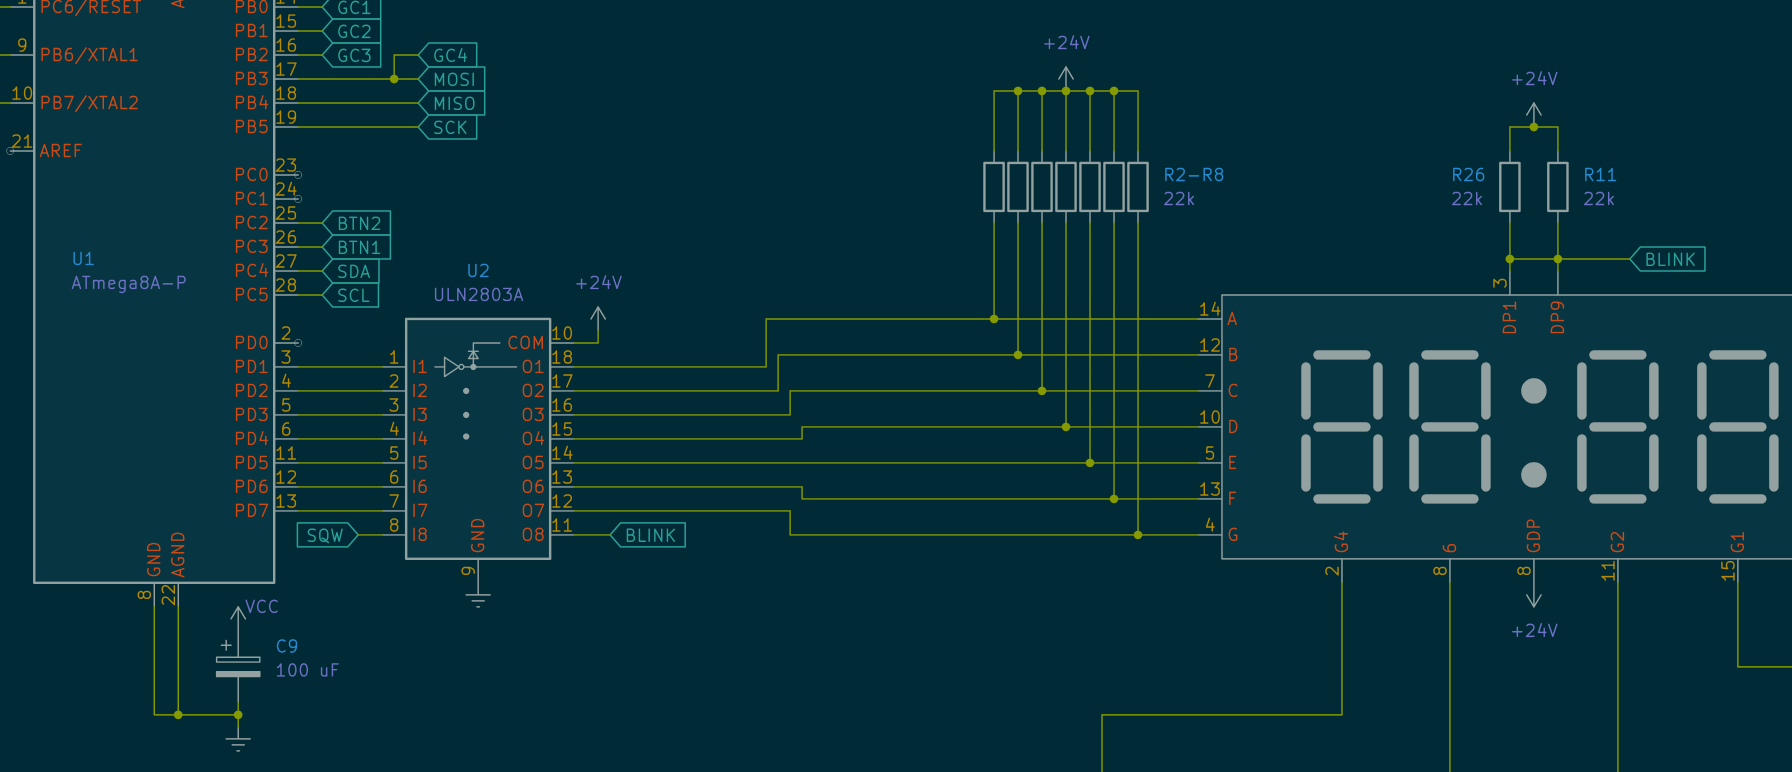 1
PC6/RESET
A
9
PB6/XTAL1
10
PB7/XTAL2
21
AREF
PB0
14
GC1
PB1
15
GC2
PB2
16
GC3
GC4
PB3
17
MOSI
PB4
18
MISO
PB5
19
SCK
PC0
23
PC1
24
PC2
25
BTN2
PC3
26
BTN1
PC4
27
SDA
PC5
28
SCL
U1
ATmega8A-P
PD0
2
PD1
3
PD2
4
PD3
5
PD4
6
PD5
11
PD6
12
PD7
13
GND
AGND
8
22
VCC
+
C9
100 uF
U2
ULN2803A
+24V
COM
10
1
I1
O1
18
2
I2
O2
17
3
I3
O3
16
4
I4
O4
15
5
I5
O5
14
6
I6
O6
13
7
I7
O7
12
SQW
8
I8
O8
11
BLINK
GND
9
+24V
R2-R8
22k
+24V
R26
22k
R11
22k
BLINK
3
DP1
DP9
14
A
12
B
7
C
10
D
5
E
13
F
4
G
G4
6
GDP
G2
G1
2
8
8
11
15
+24V